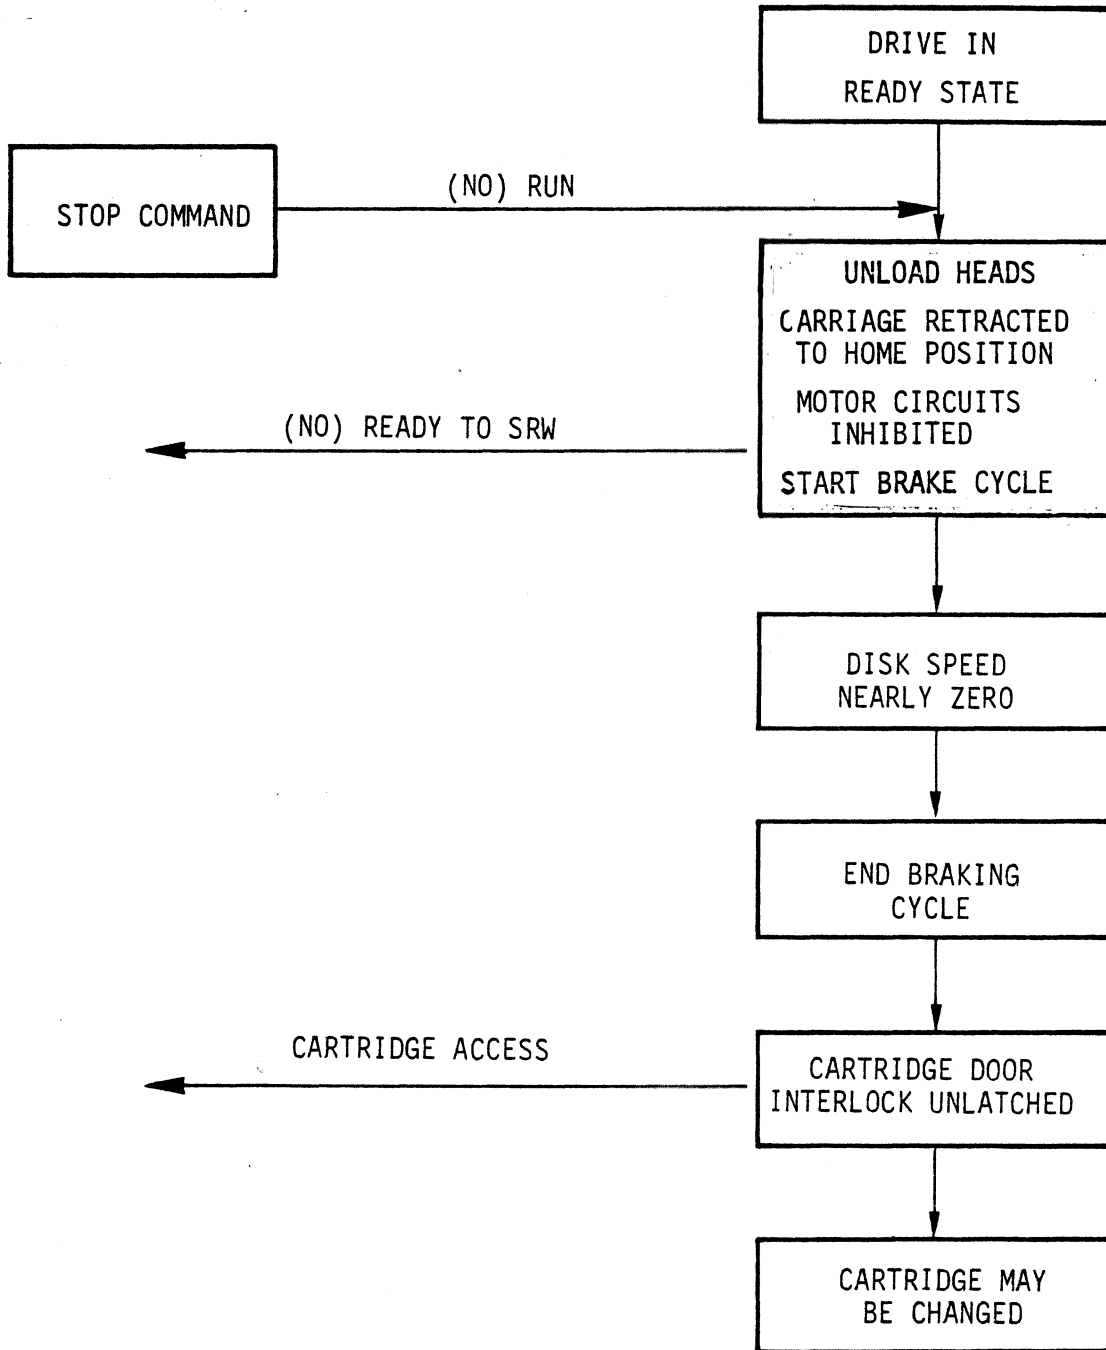 DRIVE IN
READY STATE
(NO) RUN
STOP COMMAND
UNLOAD HEADS
CARRIAGE RETRACTED
TO HOME POSITION
MOTOR CIRCUITS
INHIBITED
(NO) READY TO SRW
START BRAKE CYCLE
DISK SPEED
NEARLY ZERO
END BRAKING
CYCLE
CARTRIDGE ACCESS
CARTRIDGE DOOR
INTERLOCK UNLATCHED
CARTRIDGE MAY
BE CHANGED